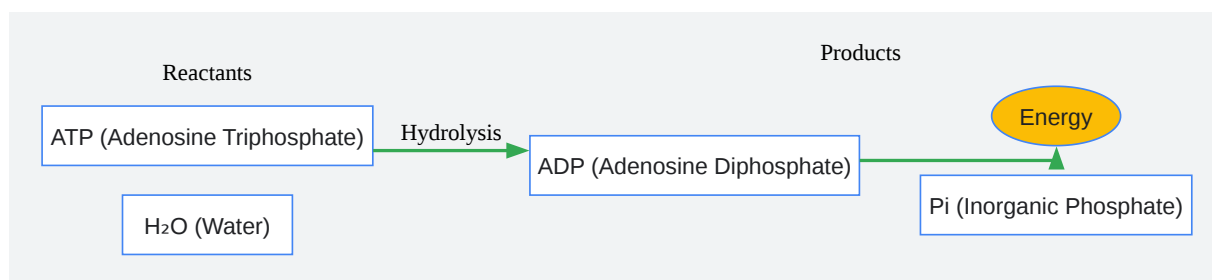 Reactants
Products
ATP (Adenosine Triphosphate)
Hydrolysis
ADP (Adenosine Diphosphate)
Energy
H₂O (Water)
Pi (Inorganic Phosphate)